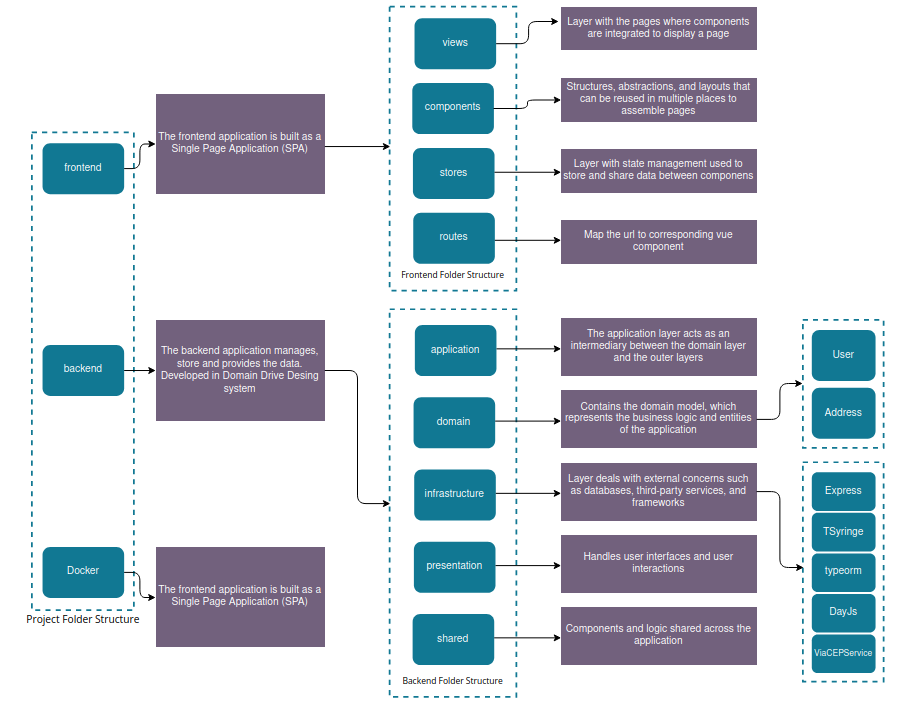 frontend
backend
Docker
Project Folder Structure
The frontend application is built as a
Single Page Application (SPA)
The backend application manages,
store and provides the data.
Developed in Domain Drive Desing
system
The frontend application is built as a
Single Page Application (SPA)
views
components
stores
routes
Frontend Folder Structure
Layer with the pages where components
are integrated to display a page
Structures, abstractions, and layouts that
can be reused in multiple places to
assemble pages
Layer with state management used to
store and share data between componens
Map the url to corresponding vue
component
application
domain
infrastructure
presentation
shared
Backend Folder Structure
The application layer acts as an
intermediary between the domain layer
and the outer layers
Contains the domain model, which
represents the business logic and entities
of the application
Layer deals with external concerns such
as databases, third-party services, and
frameworks
Handles user interfaces and user
interactions
Components and logic shared across the
application
User
Address
Express
TSyringe
typeorm
DayJs
ViaCEPService